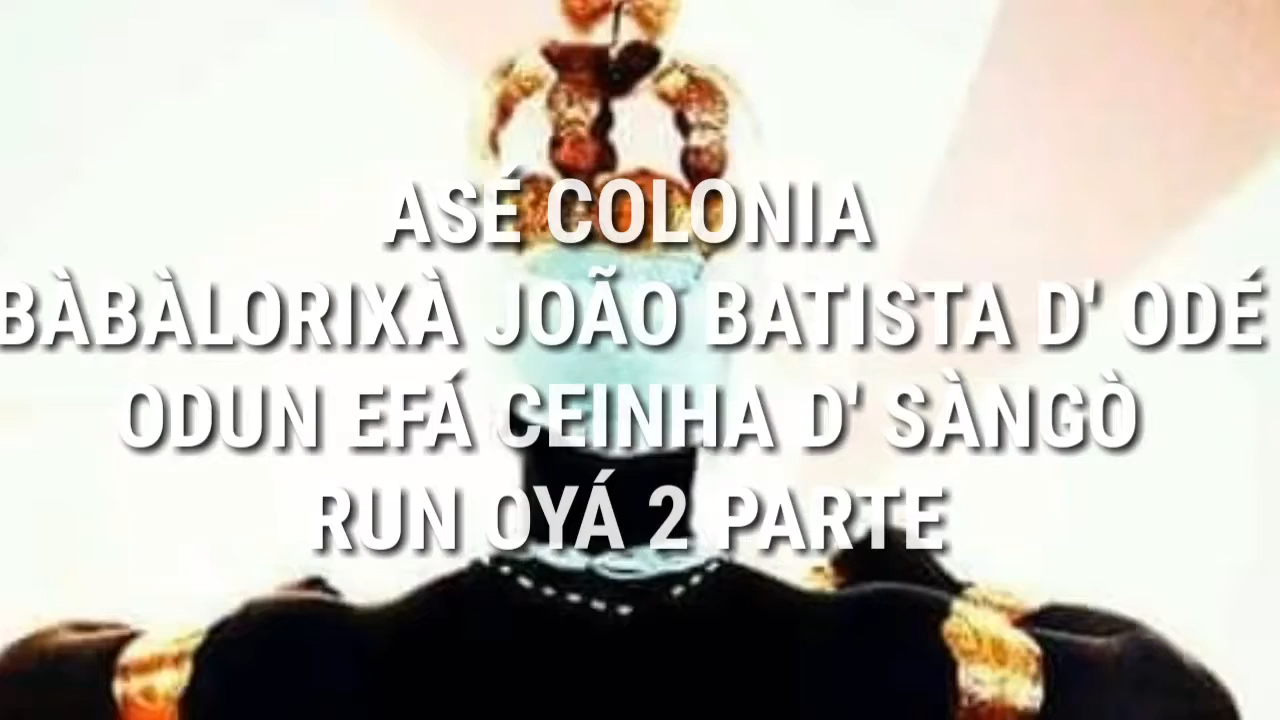 ASÉ COLONIA
BÀBÀLORIXÀ JOÃO BATISTA D' ODÉ
ODUN EFÁ CEINHA D' SÀNGÒ
RUN OYÁ 2 PARTE